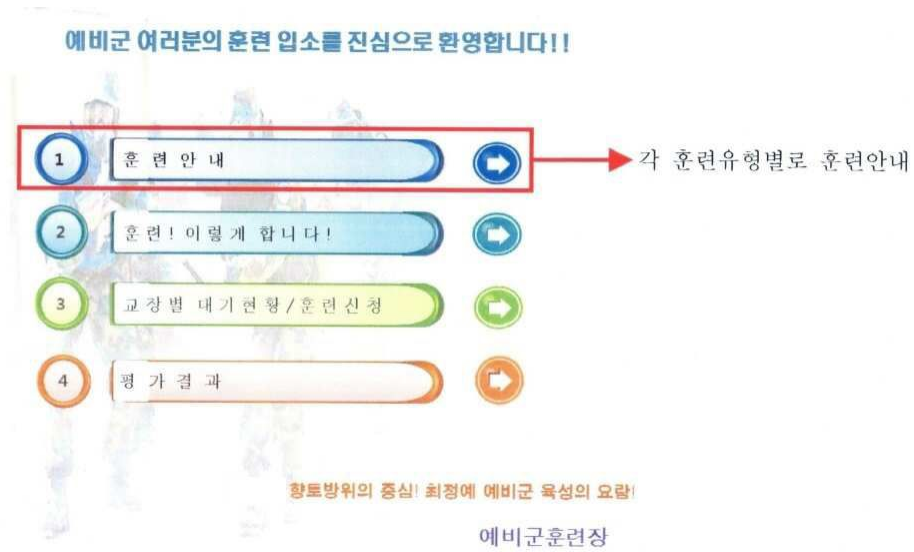 예비군 여러분의 훈련 입소를 진심으로 환영합니다!!
1 훈련안내
각 훈련유형별로 훈련안내
2 훈련! 이렇게 합니다!
3 교장별 대기현황/훈련신청
4 평가결과
향토방위의 중심! 최정예 예비군 육성의 요람!
예비군훈련장